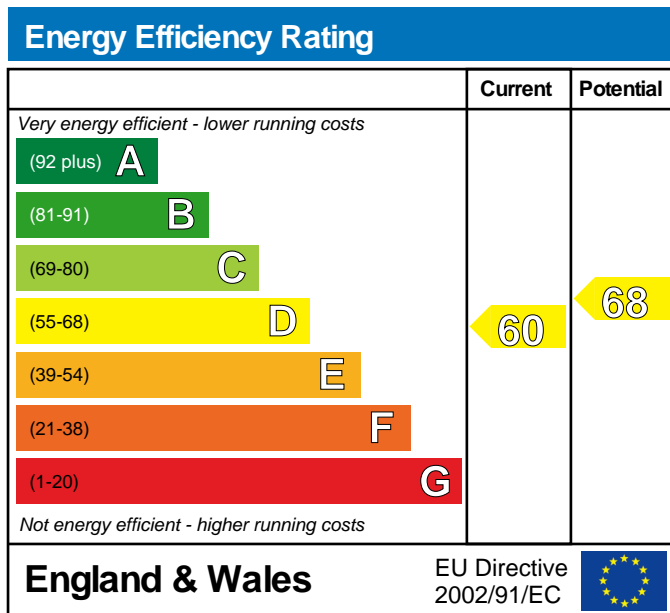 Energy Efficiency Rating
Current Potential
Very energy efficient - lower running costs
(92 plus) A
(81-91) B
(69-80) C
(55-68) D
(39-54) E
(21-38) F
(1-20) G
60
68
Not energy efficient - higher running costs
England & Wales
EU Directive
2002/91/EC